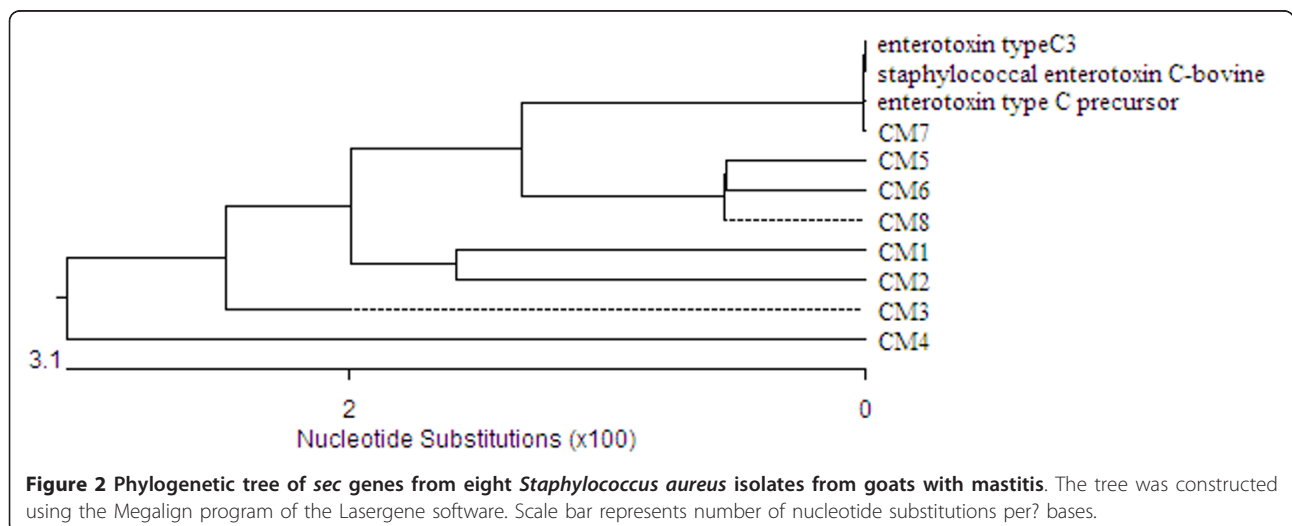 enterotoxin typeC3
staphylococcal enterotoxin C-bovine
enterotoxin type C precursor
CM7
CM5
CM6
CM8
CM1
CM2
CM3
CM4
3.1
2
0
Nucleotide Substitutions (x100)
Figure 2 Phylogenetic tree of sec genes from eight Staphylococcus aureus isolates from goats with mastitis. The tree was constructed
using the Megalign program of the Lasergene software. Scale bar represents number of nucleotide substitutions per? bases.